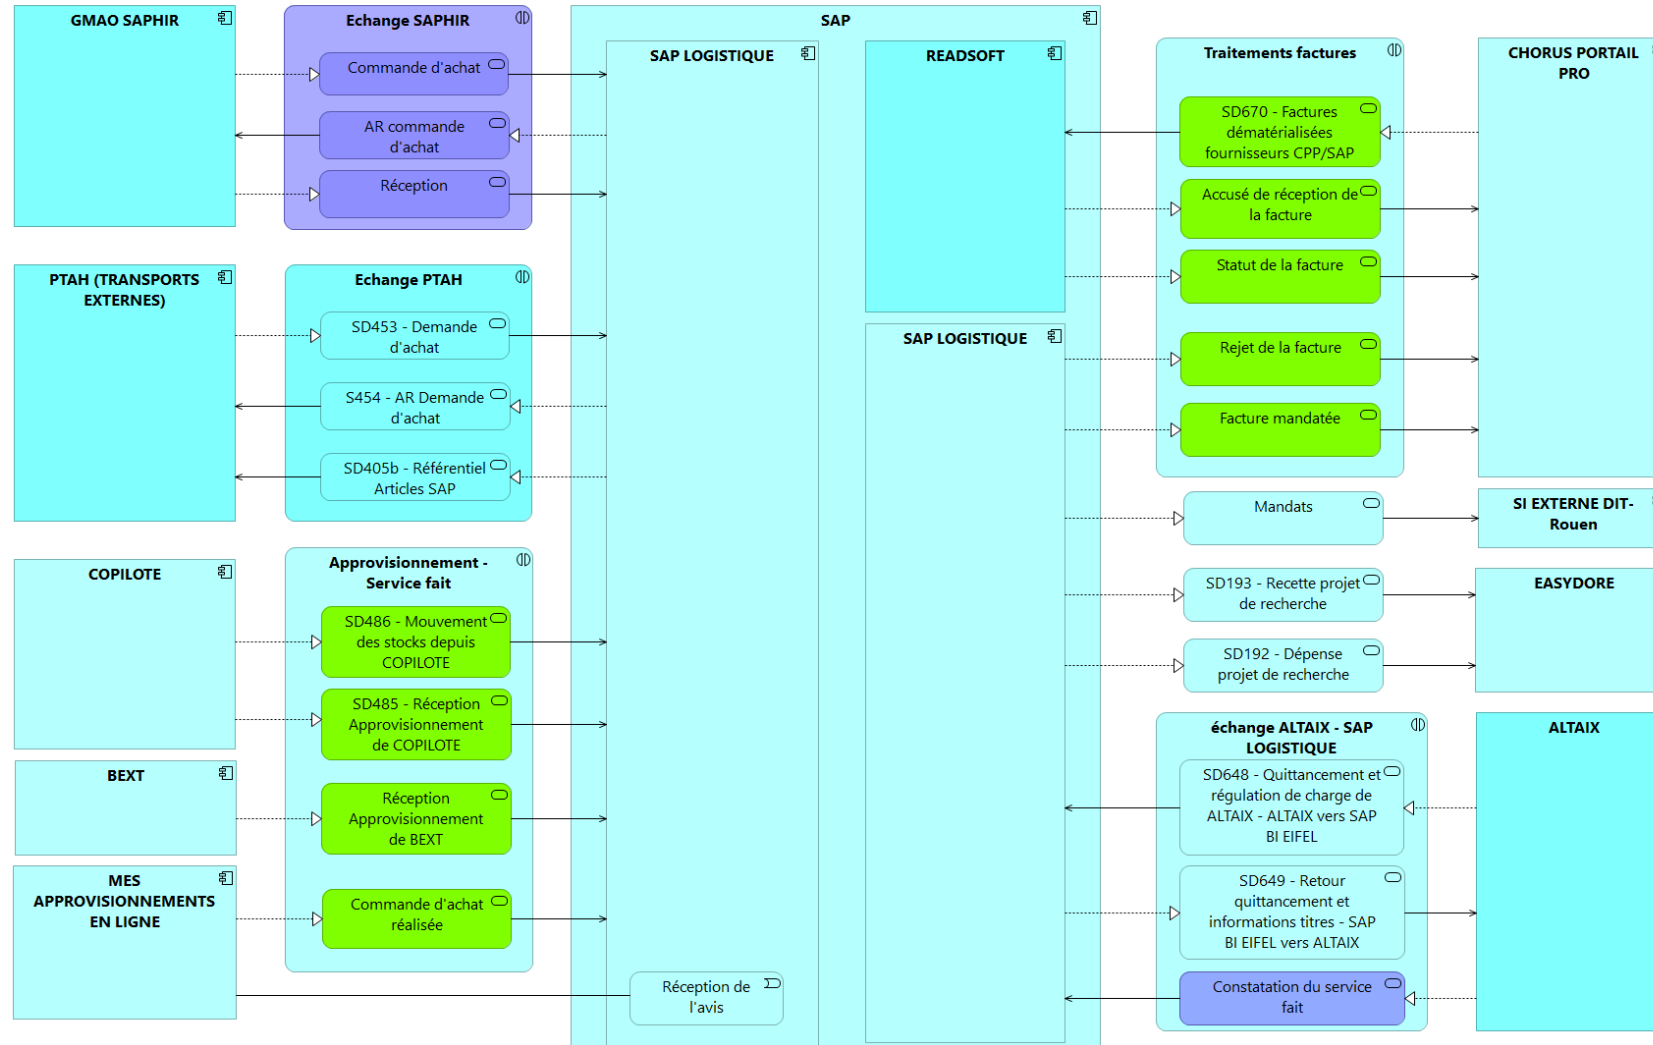 GMAO SAPHIR
Echange SAPHIR
Commande d'achat
AR commande
d'achat
Réception
PTAH (TRANSPORTS
EXTERNES)
Echange PTAH
SD453 - Demande
d'achat
S454 - AR Demande
d'achat
SD405b - Référentiel
Articles SAP
COPILOTE
BEXT
MES
APPROVISIONNEMENTS
EN LIGNE
Approvisionnement -
Service fait
SD486 - Mouvement
des stocks depuis
COPILOTE
SD485 - Réception
Approvisionnement
de COPILOTE
Réception
Approvisionnement
de BEXT
Commande d'achat
réalisée
SAP
SAP LOGISTIQUE
Réception de
l'avis
READSOFT
SAP LOGISTIQUE
Traitements factures
SD670 - Factures
dématérialisées
fournisseurs CPP/SAP
Accusé de réception de
la facture
Statut de la facture
Rejet de la facture
Facture mandatée
CHORUS PORTAIL
PRO
Mandats
SI EXTERNE DIT-
Rouen
SD193 - Recette projet
de recherche
SD192 - Dépense
projet de recherche
EASYDORE
échange ALTAIX - SAP
LOGISTIQUE
SD648 - Quittancement et
régulation de charge de
ALTAIX - ALTAIX vers SAP
BI EIFEL
SD649 - Retour
quittancement et
informations titres - SAP
BI EIFEL vers ALTAIX
Constatation du service
fait
ALTAIX